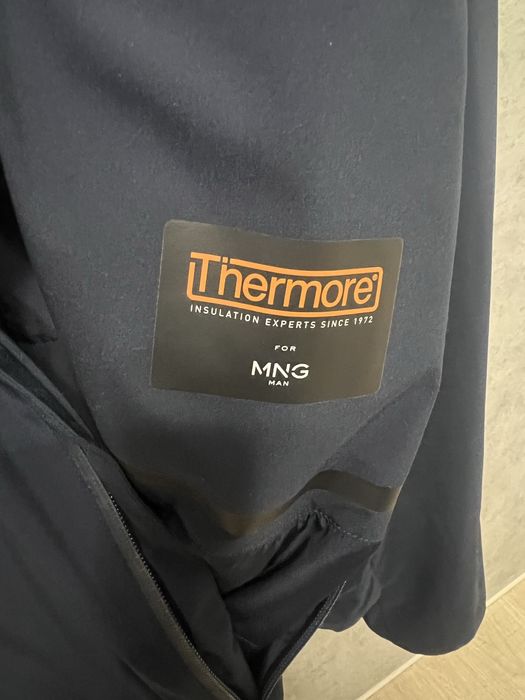 Thermore®
INSULATION EXPERTS SINCE 1972
FOR
MNG
MAN